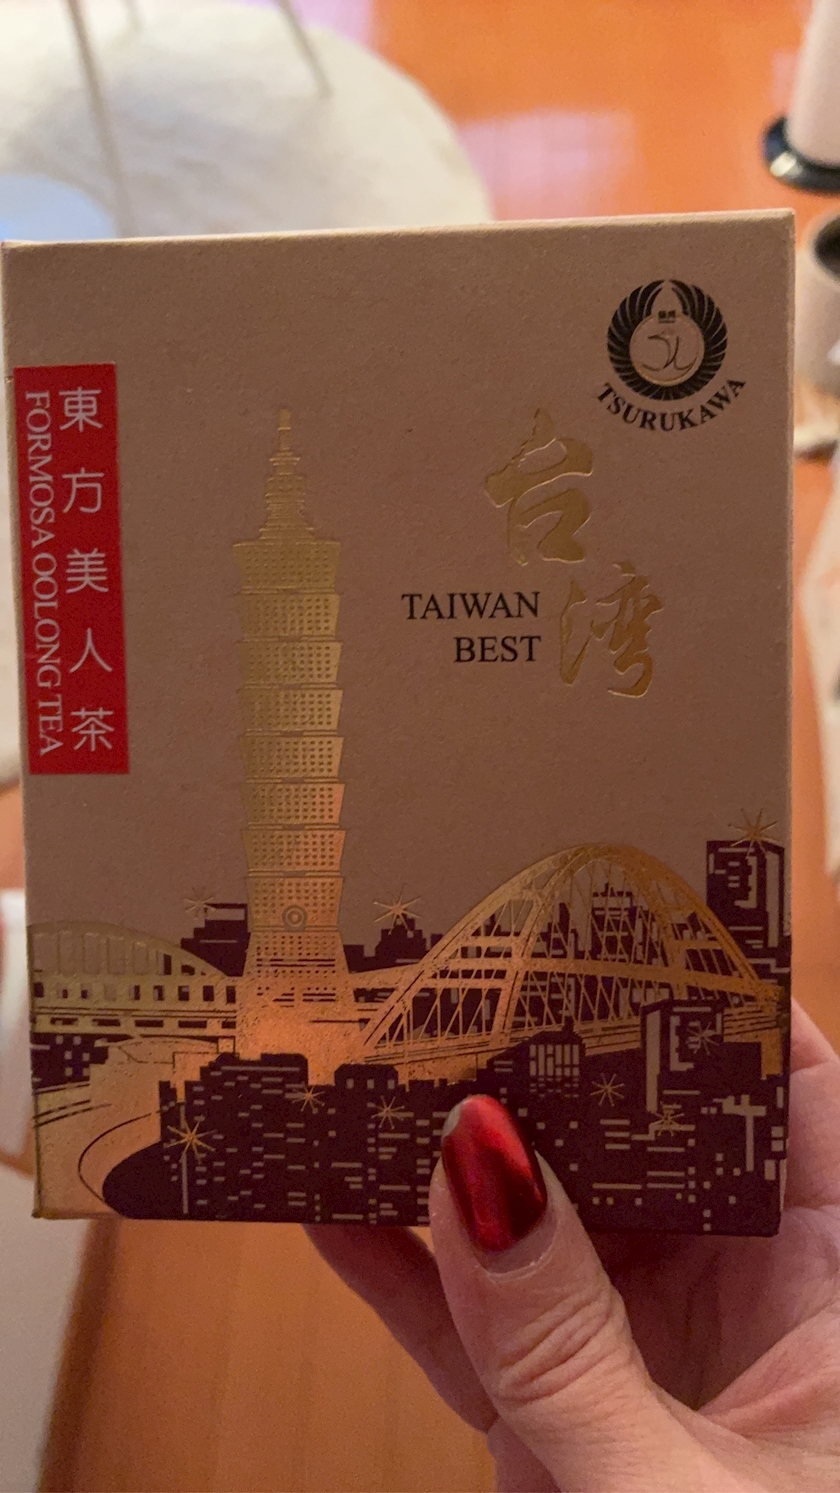 TSURUKAWA
台
湾
TAIWAN
BEST
東方美人茶
FORMOSA OOLONG TEA